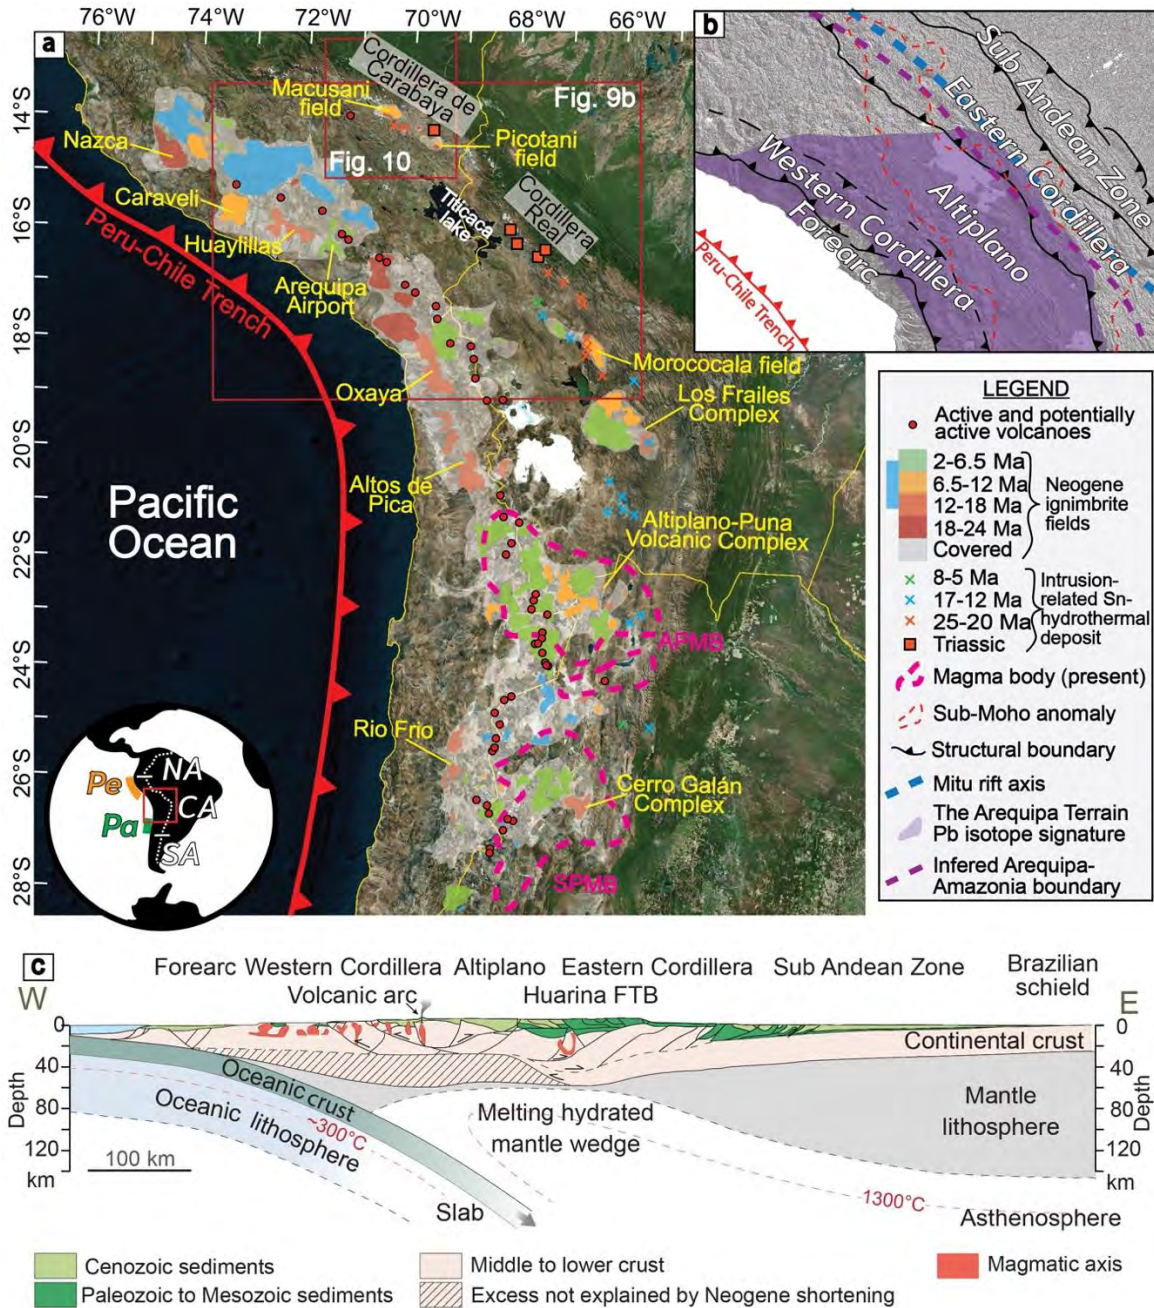 76°W 74°W 72°W 70°W 68°W 66°W
14°S
16°S
18°S
20°S
22°S
24°S
26°S
28°S
a
Cordillera de
Carabaya
Macusani
field
Fig. 9b
Nazca
Fig. 10
Picotani
field
Caraveli
Titicaca
lake
Cordillera
Real
Huaylillas
Peru-Chile Trench
Arequipa
Airport
Morococala field
Oxaya
Los Frailes
Complex
Altos de
Pica
Pacific
Ocean
Altiplano-Puna
Volcanic Complex
APMB
Rio Frio
Cerro Galán
Complex
SPMB
NA
Pe
CA
Pa
SA
b
Sub Andean Zone
Eastern Cordillera
Western Cordillera
Altiplano
Forearc
Peru-Chile
Trench
LEGEND
Active and potentially
active volcanoes
2-6.5 Ma
6.5-12 Ma
12-18 Ma
18-24 Ma
Covered
Neogene
ignimbrite
fields
8-5 Ma
17-12 Ma
25-20 Ma
Triassic
Intrusion-
related Sn-
hydrothermal
deposit
Magma body (present)
Sub-Moho anomaly
Structural boundary
Mitu rift axis
The Arequipa Terrain
Pb isotope signature
Infered Arequipa-
Amazonia boundary
c
Forearc Western Cordillera Altiplano Eastern Cordillera Sub Andean Zone Brazilian
shield
W
Volcanic arc
Huarina FTB
E
0
40
80
120
km
Depth
Continental crust
Oceanic crust
Oceanic lithosphere
~300°C
Melting hydrated
mantle wedge
Mantle
lithosphere
0
40
80
120
km
Depth
100 km
Slab
1300°C
Asthenosphere
Cenozoic sediments
Middle to lower crust
Magmatic axis
Paleozoic to Mesozoic sediments
Excess not explained by Neogene shortening